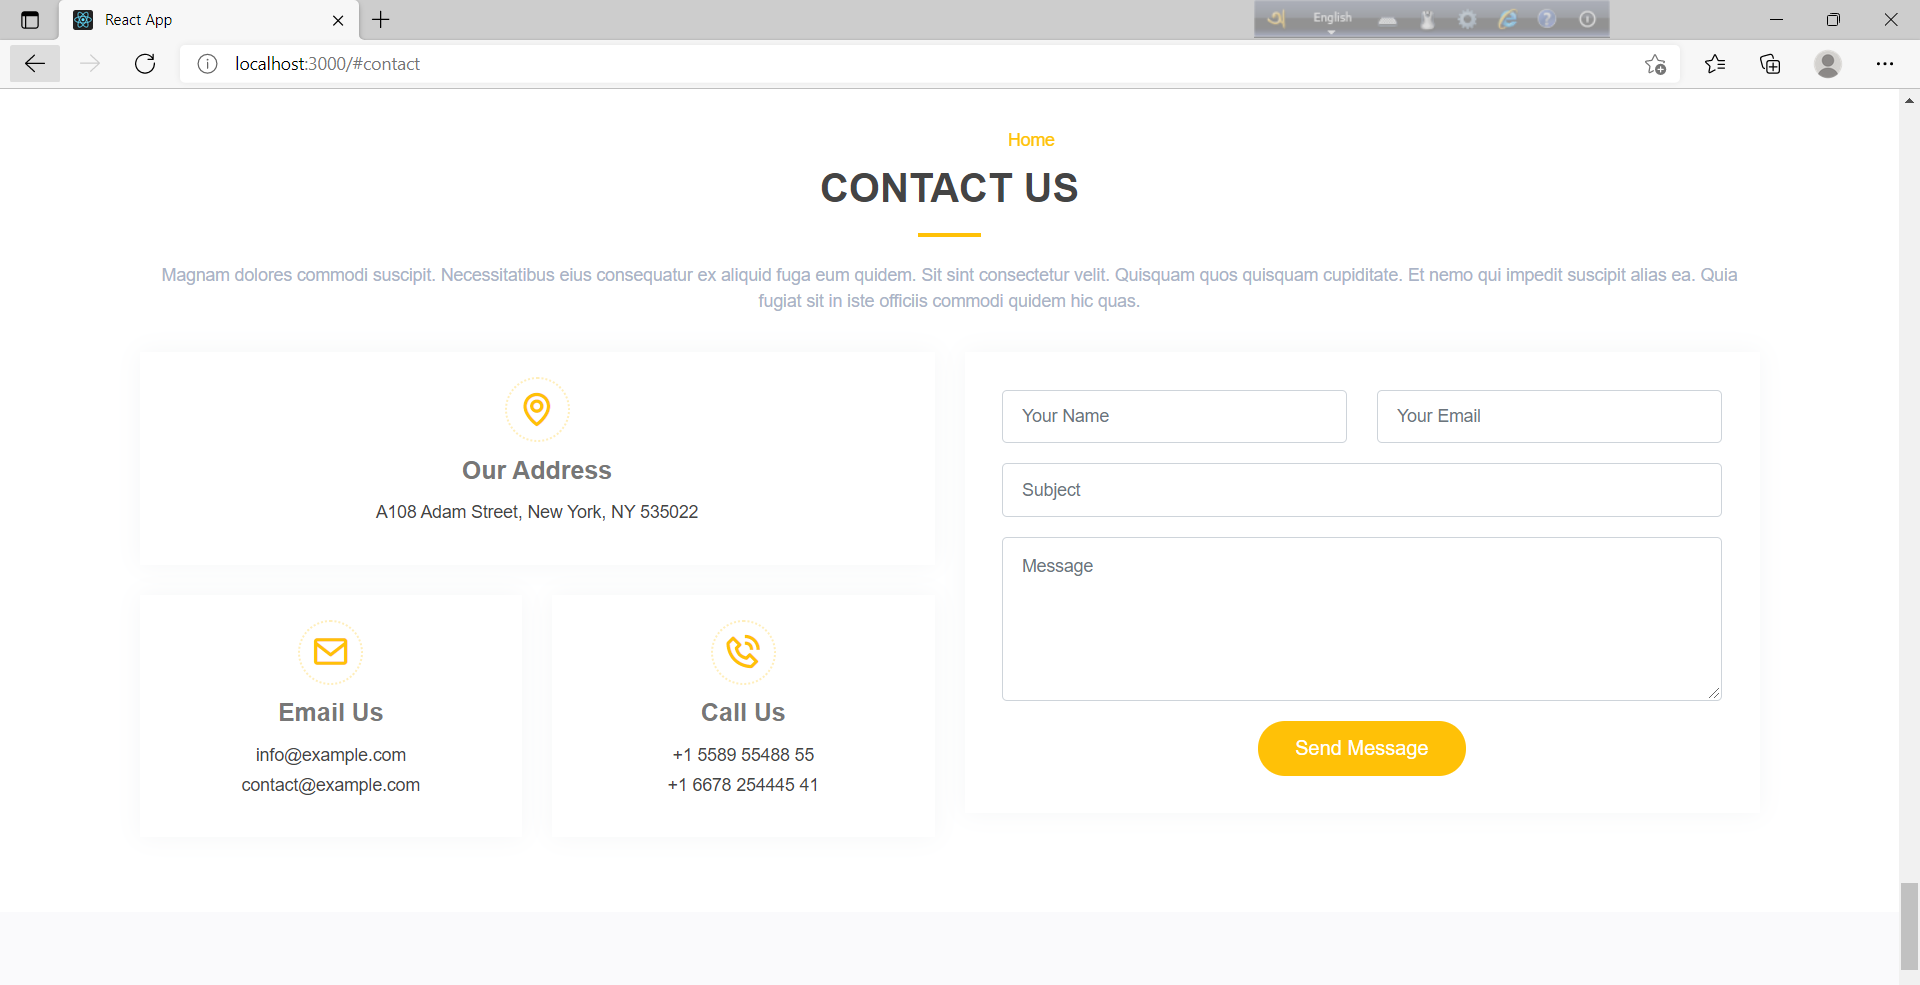 React App
অ
English
localhost:3000/#contact
Home
CONTACT US
Magnam dolores commodi suscipit. Necessitatibus eius consequatur ex aliquid fuga eum quidem. Sit sint consectetur velit. Quisquam quos quisquam cupiditate. Et nemo qui impedit suscipit alias ea. Quia
fugiat sit in iste officiis commodi quidem hic quas.
Our Address
A108 Adam Street, New York, NY 535022
Email Us
info@example.com
contact@example.com
Call Us
+1 5589 55488 55
+1 6678 254445 41
Your Name
Your Email
Subject
Message
Send Message